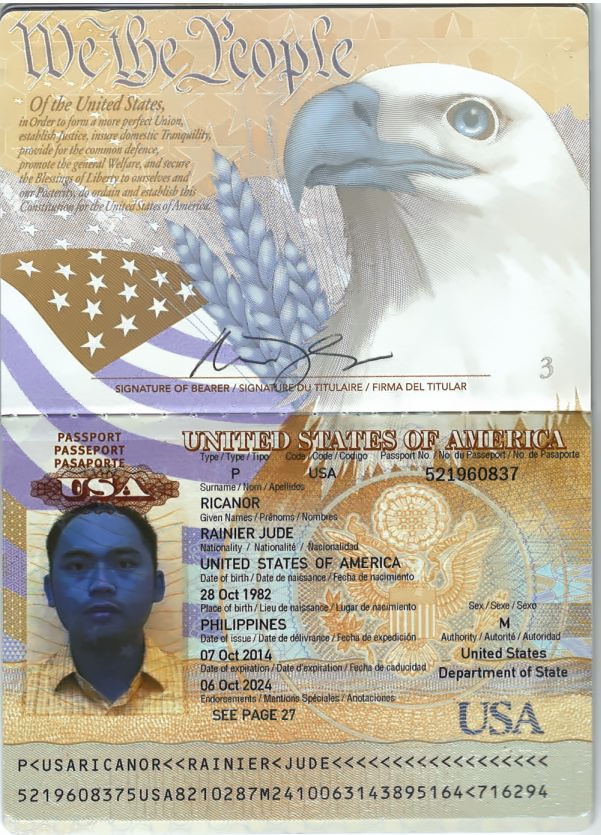 We the People
Of the United States,
in Order to form a more perfect Union,
establish Justice, insure domestic Tranquility,
provide for the common defence,
promote the general Welfare, and secure
the Blessings of Liberty to ourselves and
our Posterity, do ordain and establish this
Constitution for the United States of America.
3
SIGNATURE OF BEARER / SIGNATURE DU TITULAIRE / FIRMA DEL TITULAR
PASSPORT
PASSEPORT
PASAPORTE
USA
UNITED STATES OF AMERICA
Type / Type / Tipo Code / Code / Codigo Passport No. / No. du Passeport / No. de Pasaporte
P USA 521960837
Surname / Nom / Apellidos
RICANOR
Given Names / Prénoms / Nombres
RAINIER JUDE
Nationality / Nationalité / Nacionalidad
UNITED STATES OF AMERICA
Date of birth / Date de naissance / Fecha de nacimiento
28 Oct 1982
Place of birth / Lieu de naissance / Lugar de nacimiento Sex / Sexe / Sexo
PHILIPPINES M
Date of issue / Date de délivrance / Fecha de expedición Authority / Autorité / Autoridad
07 Oct 2014 United States
Date of expiration / Date d'expiration / Fecha de caducidad Department of State
06 Oct 2024
Endorsements / Mentions Spéciales / Anotaciones
SEE PAGE 27
USA
P<USARICANOR<<RAINIER<JUDE<<<<<<<<<<<<<<<<<<
5219608375USA8210287M2410063143895164<716294